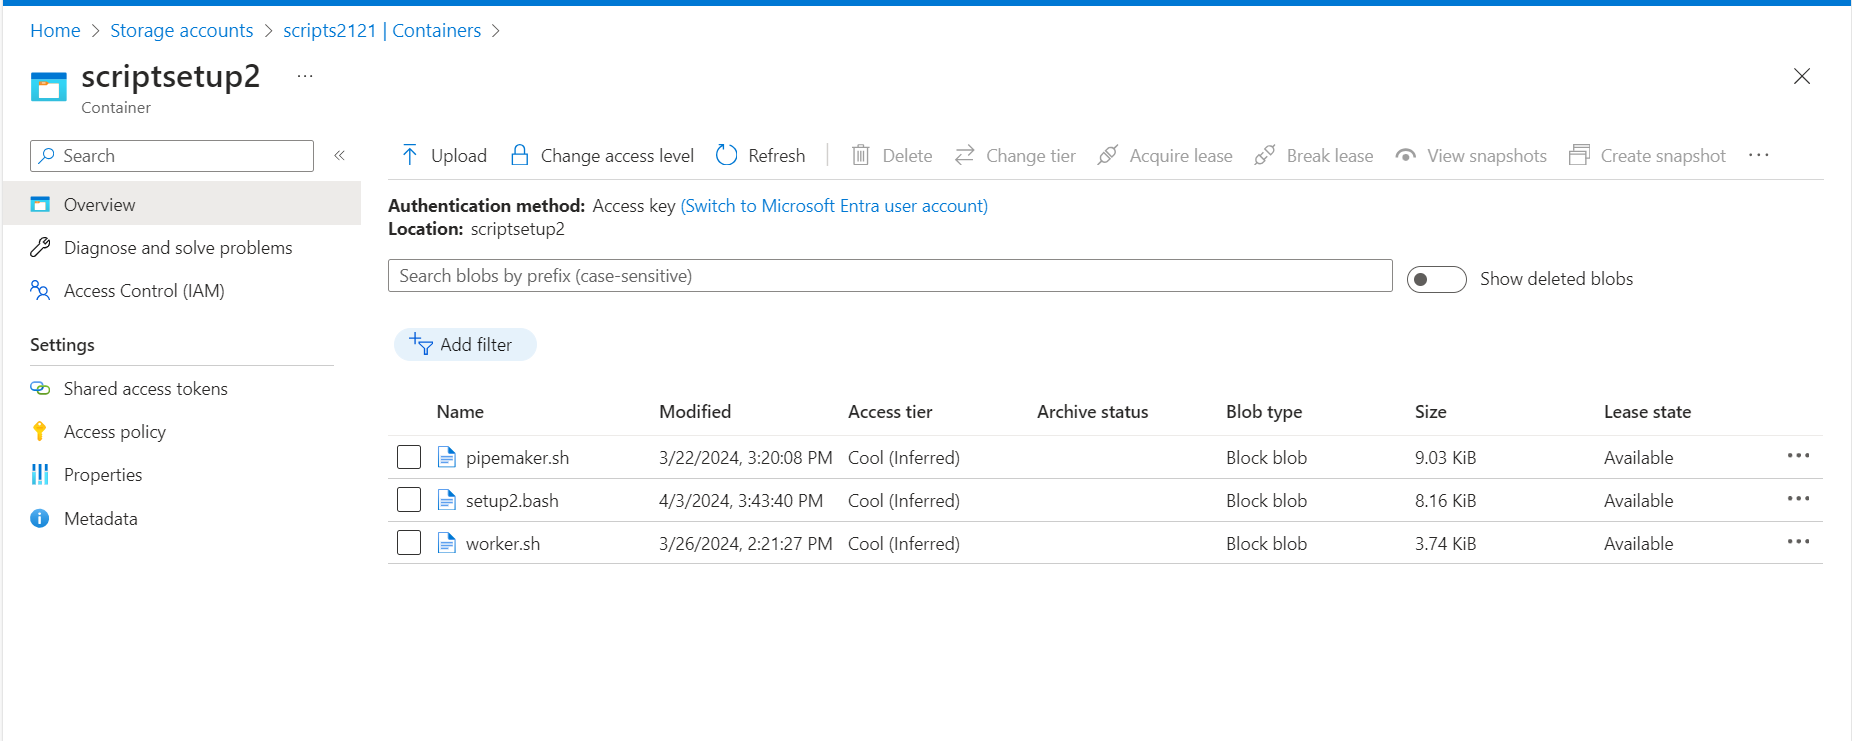 Home > Storage accounts > scripts2121 | Containers >
scriptsetup2 ...
Container
Search «
Upload Change access level Refresh Delete Change tier Acquire lease Break lease View snapshots Create snapshot ...
Overview
Diagnose and solve problems
Access Control (IAM)
Settings
Shared access tokens
Access policy
Properties
Metadata
Authentication method: Access key (Switch to Microsoft Entra user account)
Location: scriptsetup2
Search blobs by prefix (case-sensitive)
Show deleted blobs
Add filter
Name Modified Access tier Archive status Blob type Size Lease state
pipemaker.sh 3/22/2024, 3:20:08 PM Cool (Inferred) Block blob 9.03 KiB Available ...
setup2.bash 4/3/2024, 3:43:40 PM Cool (Inferred) Block blob 8.16 KiB Available ...
worker.sh 3/26/2024, 2:21:27 PM Cool (Inferred) Block blob 3.74 KiB Available ...